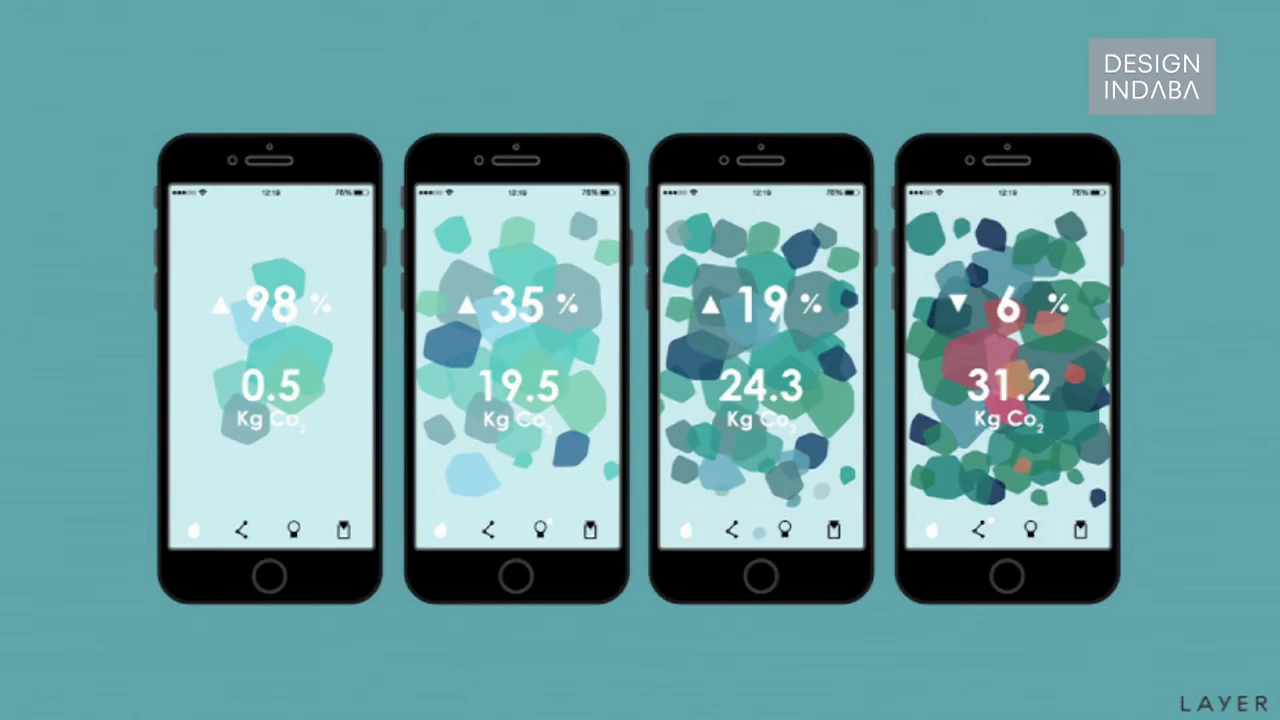 DESIGN
INDABA
12:19 76%
▲ 98 %
0.5
Kg Co2
12:19 76%
▲ 35 %
19.5
Kg Co2
12:19 76%
▲ 19 %
24.3
Kg Co2
12:19 76%
▼ 6 %
31.2
Kg Co2
LAYER